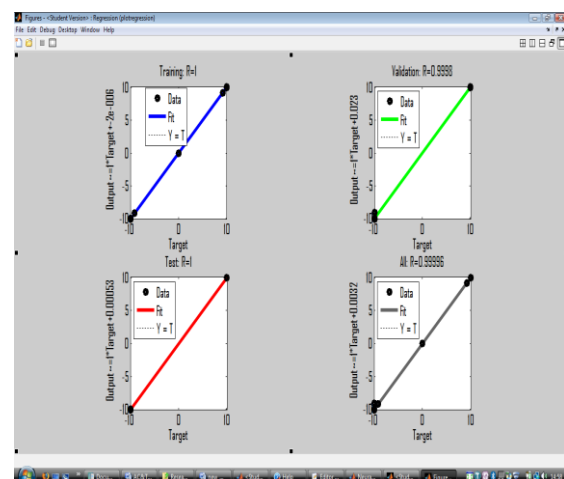 Figures - <Student Version> : Regression (plotregression)
File Edit Debug Desktop Window Help
Training: R=1
Output ~=1*Target +-2e-006
10
5
0
-5
-10
Data
Fit
Y = T
-10 0 10
Target
Validation: R=0.9998
Output ~=1*Target +0.023
10
5
0
-5
-10
Data
Fit
Y = T
-10 0 10
Target
Test: R=1
Output ~=1*Target +0.00053
10
5
0
-5
-10
Data
Fit
Y = T
-10 0 10
Target
All: R=0.99996
Output ~=1*Target +0.0032
10
5
0
-5
-10
Data
Fit
Y = T
-10 0 10
Target